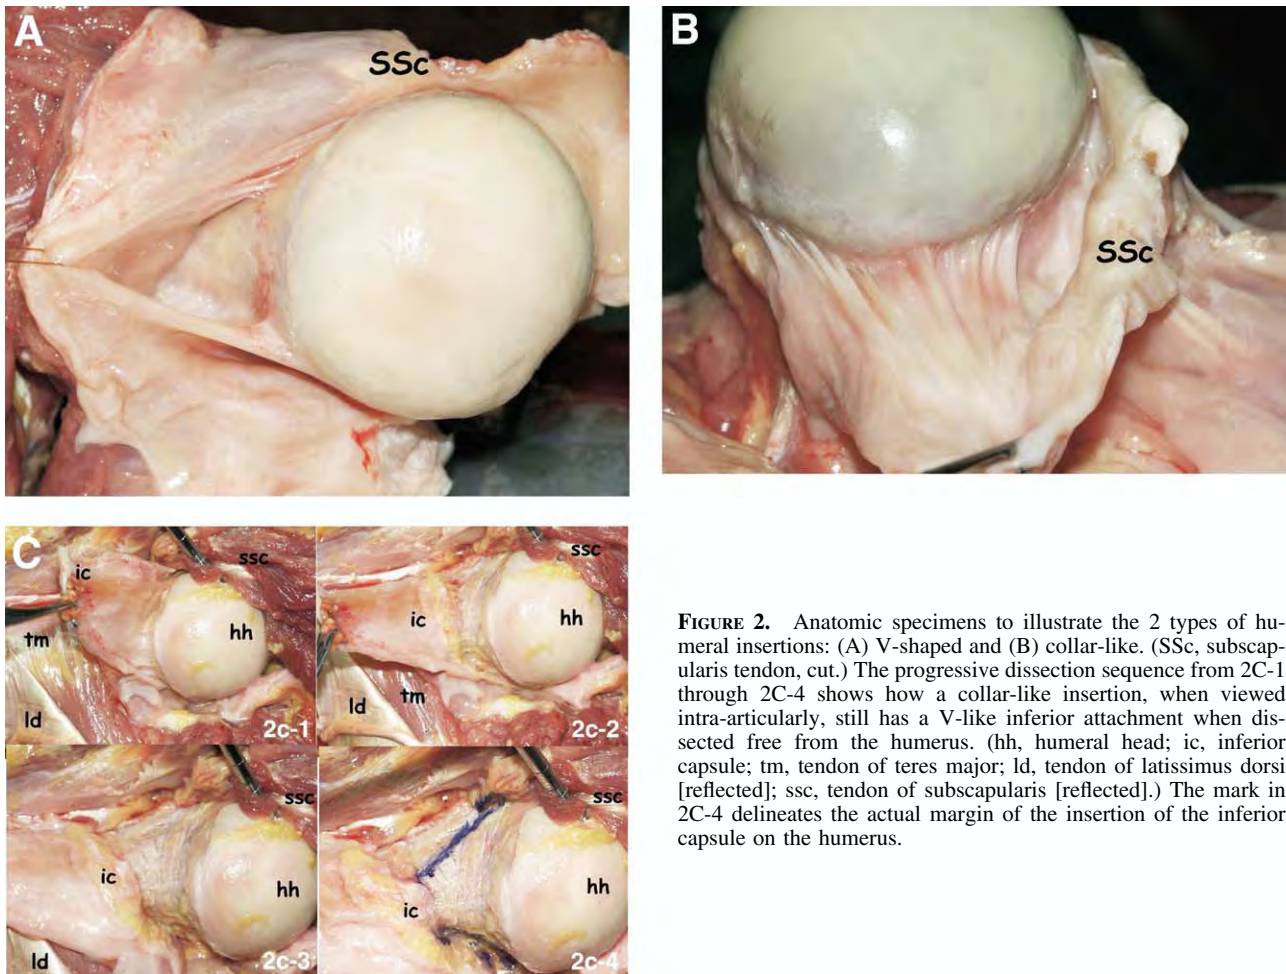 A
SSc
B
SSc
C
ic
ssc
tm
hh
ld
2c-1
ssc
ic
hh
tm
ld
2c-2
ssc
ic
hh
ld
2c-3
ssc
ic
hh
2c-4
FIGURE 2. Anatomic specimens to illustrate the 2 types of hu-
meral insertions: (A) V-shaped and (B) collar-like. (SSc, subscap-
ularis tendon, cut.) The progressive dissection sequence from 2C-1
through 2C-4 shows how a collar-like insertion, when viewed
intra-articularly, still has a V-like inferior attachment when dis-
sected free from the humerus. (hh, humeral head; ic, inferior
capsule; tm, tendon of teres major; ld, tendon of latissimus dorsi
[reflected]; ssc, tendon of subscapularis [reflected].) The mark in
2C-4 delineates the actual margin of the insertion of the inferior
capsule on the humerus.